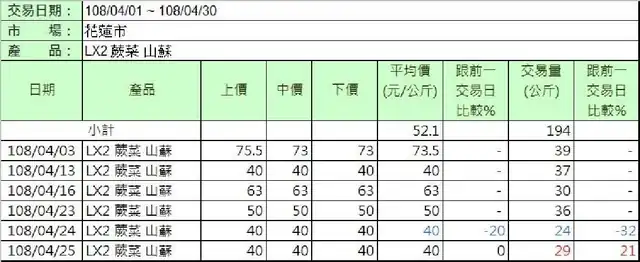 交易日期： 108/04/01 ~ 108/04/30
市 場： 花蓮市
產 品： LX2 蕨菜 山蘇
日期 產品 上價 中價 下價 平均價(元/公斤) 跟前一交易日比較% 交易量(公斤) 跟前一交易日比較%
小計 52.1 194
108/04/03 LX2 蕨菜 山蘇 75.5 73 73 73.5 - 39 -
108/04/13 LX2 蕨菜 山蘇 40 40 40 40 - 37 -
108/04/16 LX2 蕨菜 山蘇 63 63 63 63 - 30 -
108/04/23 LX2 蕨菜 山蘇 50 50 50 50 - 36 -
108/04/24 LX2 蕨菜 山蘇 40 40 40 40 -20 24 -32
108/04/25 LX2 蕨菜 山蘇 40 40 40 40 0 29 21